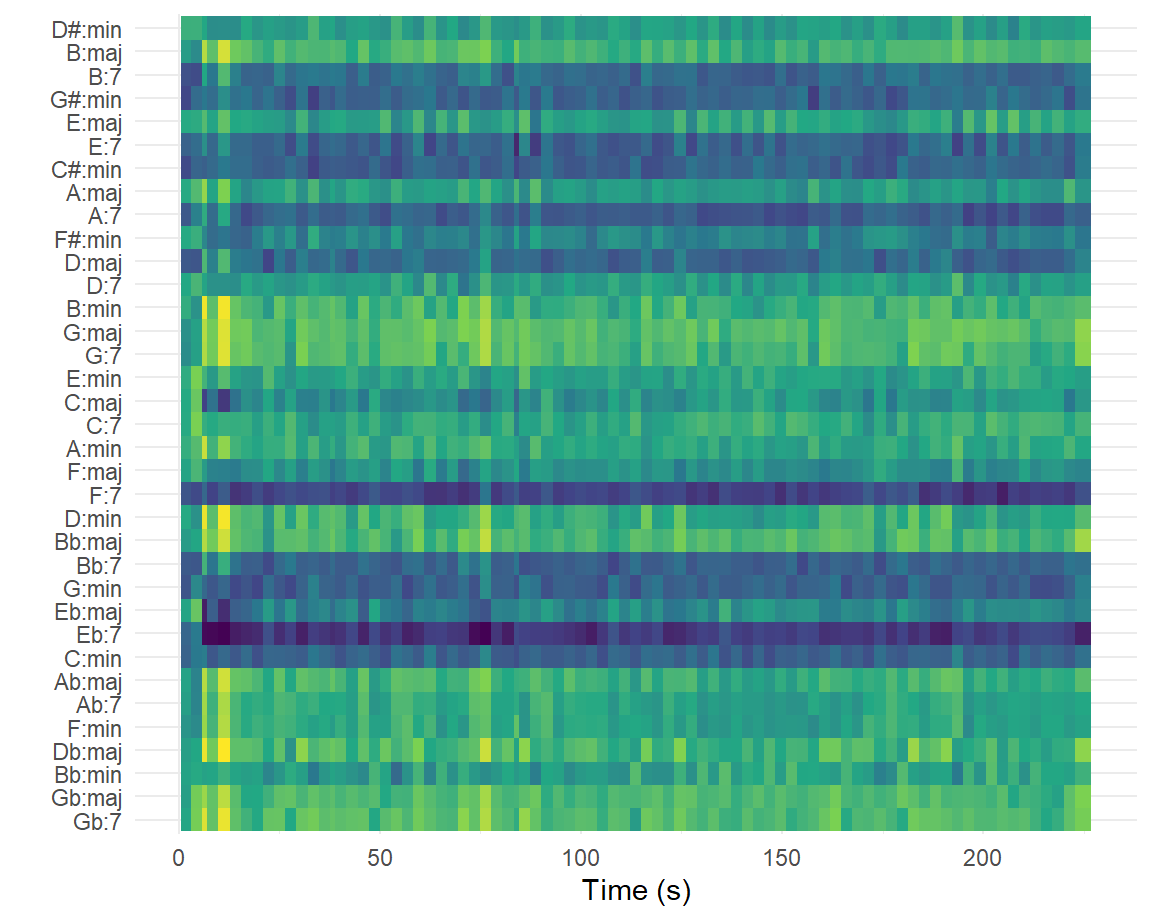 D#:min
B:maj
B:7
G#:min
E:maj
E:7
C#:min
A:maj
A:7
F#:min
D:maj
D:7
B:min
G:maj
G:7
E:min
C:maj
C:7
A:min
F:maj
F:7
D:min
Bb:maj
Bb:7
G:min
Eb:maj
Eb:7
C:min
Ab:maj
Ab:7
F:min
Db:maj
Bb:min
Gb:maj
Gb:7
0 50 100 150 200
Time (s)